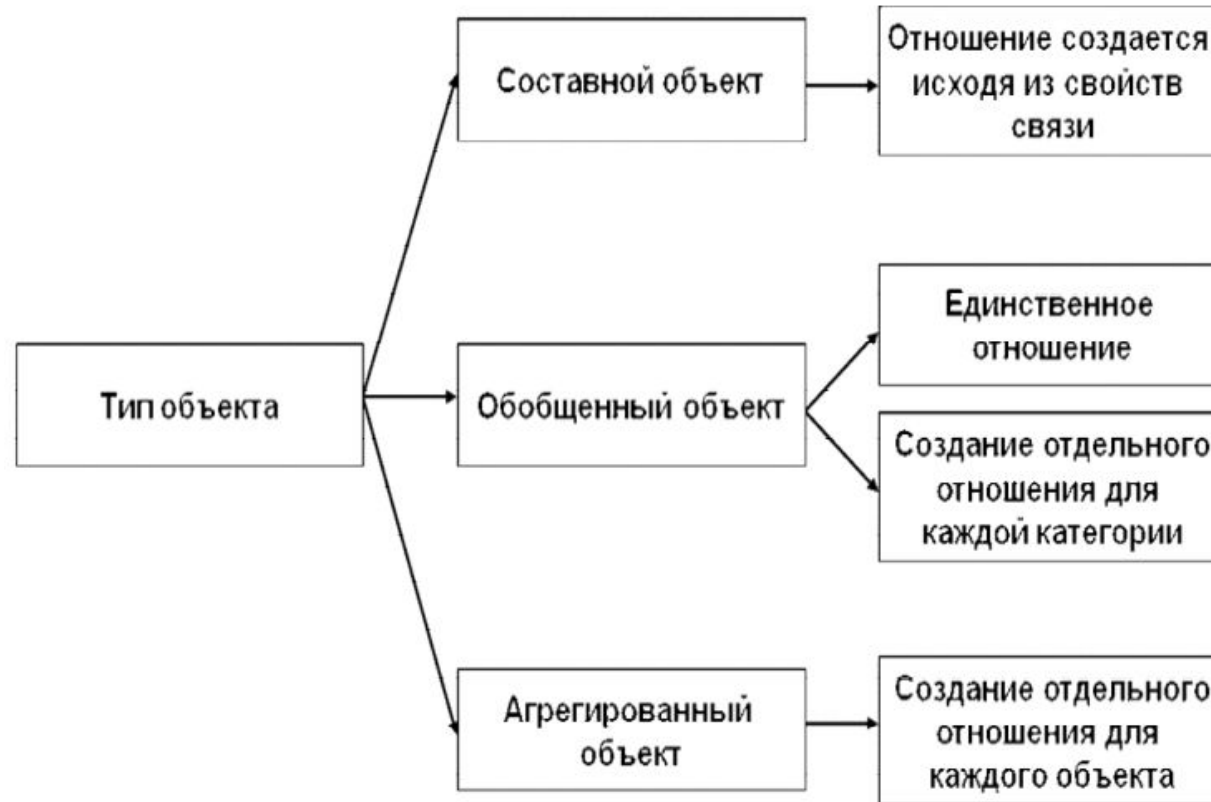 Составной объект
Отношение создается
исходя из свойств
связи
Тип объекта
Обобщенный объект
Единственное
отношение
Создание отдельного
отношения для
каждой категории
Агрегированный
объект
Создание отдельного
отношения для
каждого объекта